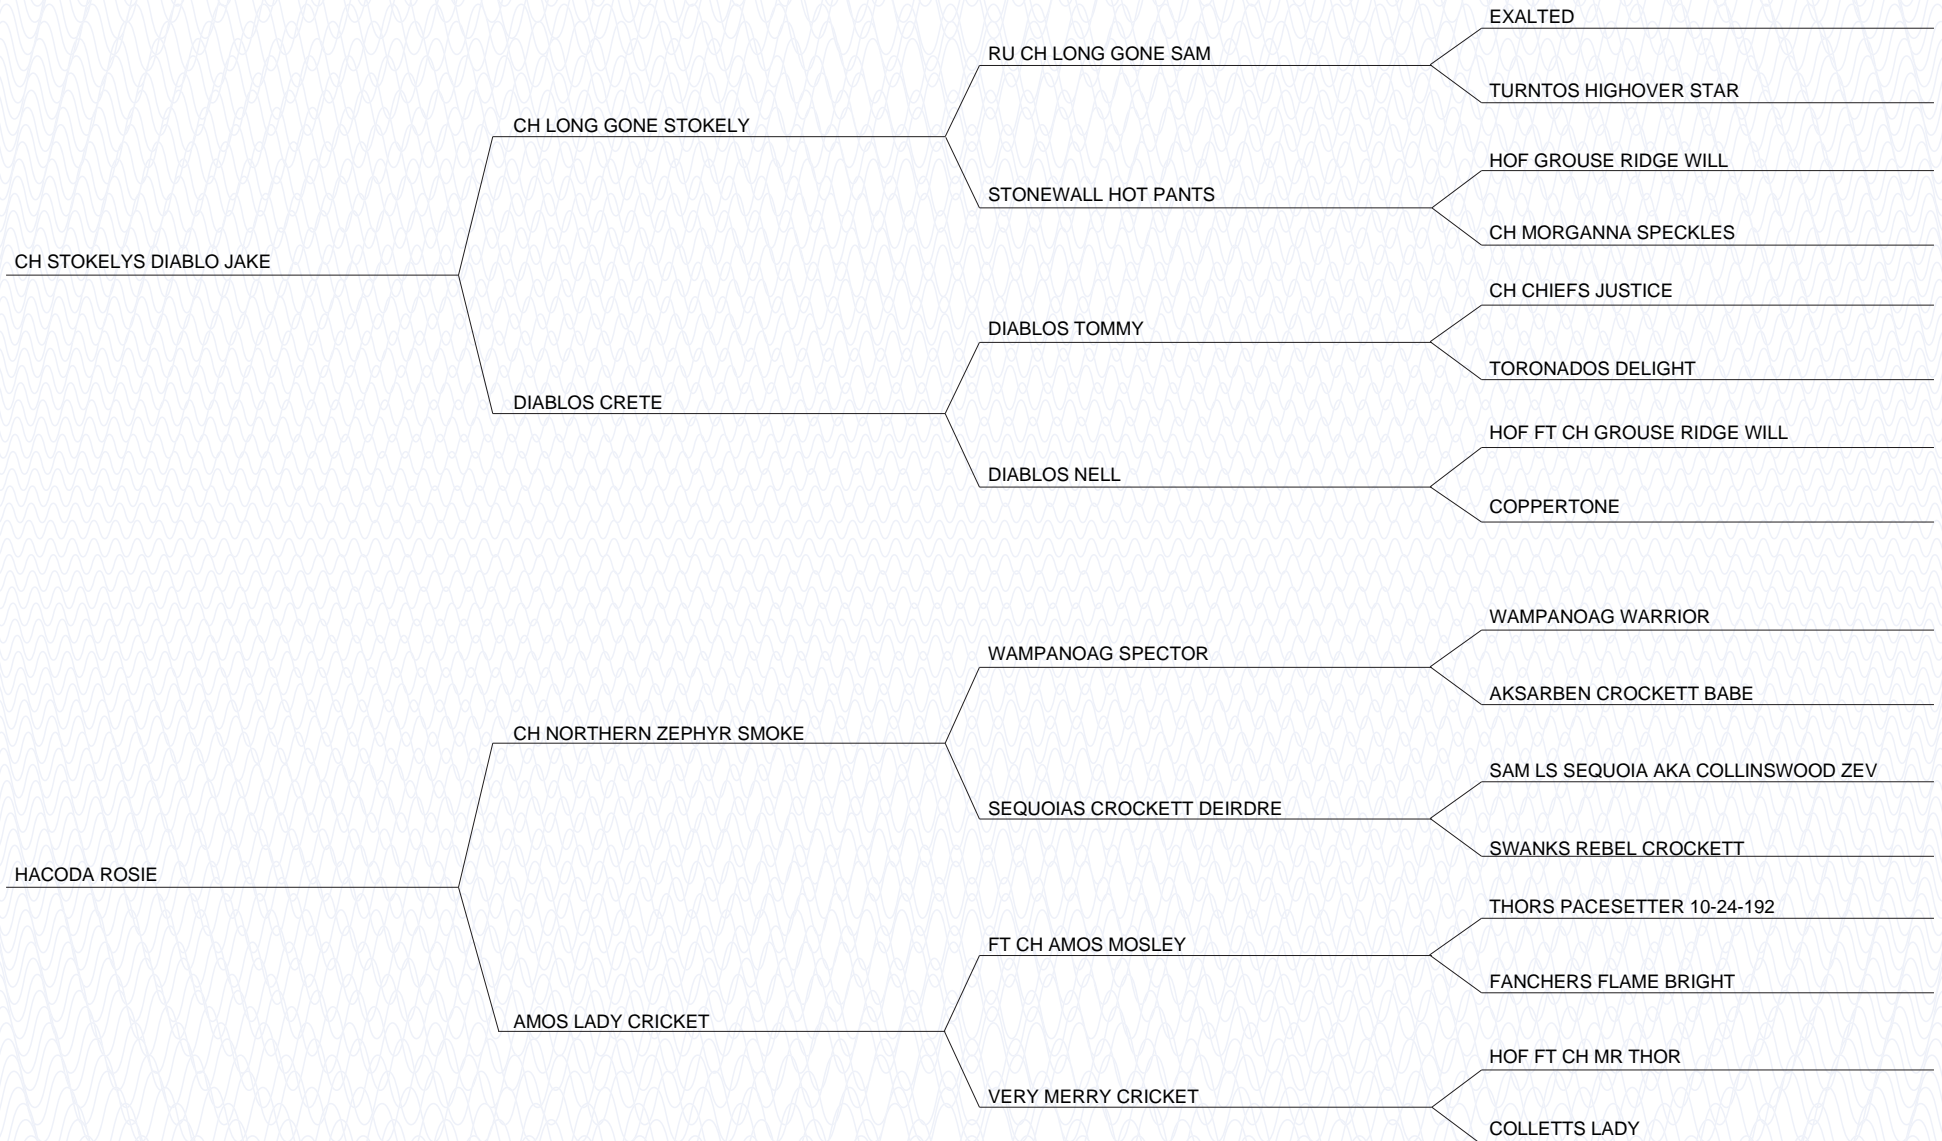 EXALTED
RU CH LONG GONE SAM
TURNTOS HIGHOVER STAR
CH LONG GONE STOKELY
HOF GROUSE RIDGE WILL
STONEWALL HOT PANTS
CH MORGANNA SPECKLES
CH STOKELYS DIABLO JAKE
CH CHIEFS JUSTICE
DIABLOS TOMMY
TORONADOS DELIGHT
DIABLOS CRETE
HOF FT CH GROUSE RIDGE WILL
DIABLOS NELL
COPPERTONE
WAMPANOAG WARRIOR
WAMPANOAG SPECTOR
AKSARBEN CROCKETT BABE
CH NORTHERN ZEPHYR SMOKE
SAM LS SEQUOIA AKA COLLINSWOOD ZEV
SEQUOIAS CROCKETT DEIRDRE
SWANKS REBEL CROCKETT
HACODA ROSIE
THORS PACESETTER 10-24-192
FT CH AMOS MOSLEY
FANCHERS FLAME BRIGHT
AMOS LADY CRICKET
HOF FT CH MR THOR
VERY MERRY CRICKET
COLLETTS LADY